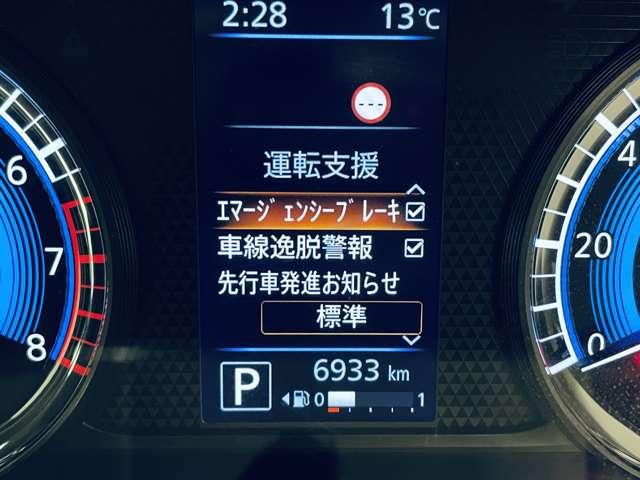 2:28 13℃
---
運転支援
ｴﾏｰｼﾞｪﾝｼｰﾌﾞﾚｰｷ
車線逸脱警報
先行車発進お知らせ
標準
P 6933 km
0 1
6
7
8
4
20
0